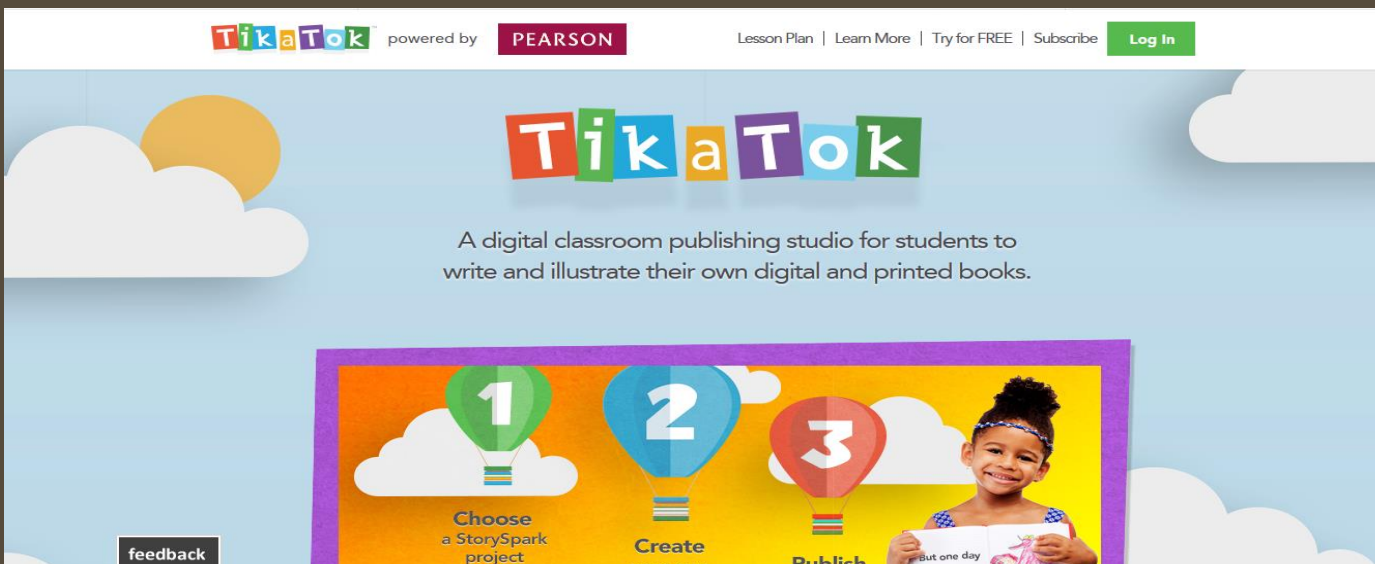 TikaTok™ powered by PEARSON Lesson Plan | Learn More | Try for FREE | Subscribe Log In
TikaTok
A digital classroom publishing studio for students to
write and illustrate their own digital and printed books.
1 2 3
Choose
a StorySpark
project
Create
Publish
But one day
feedback